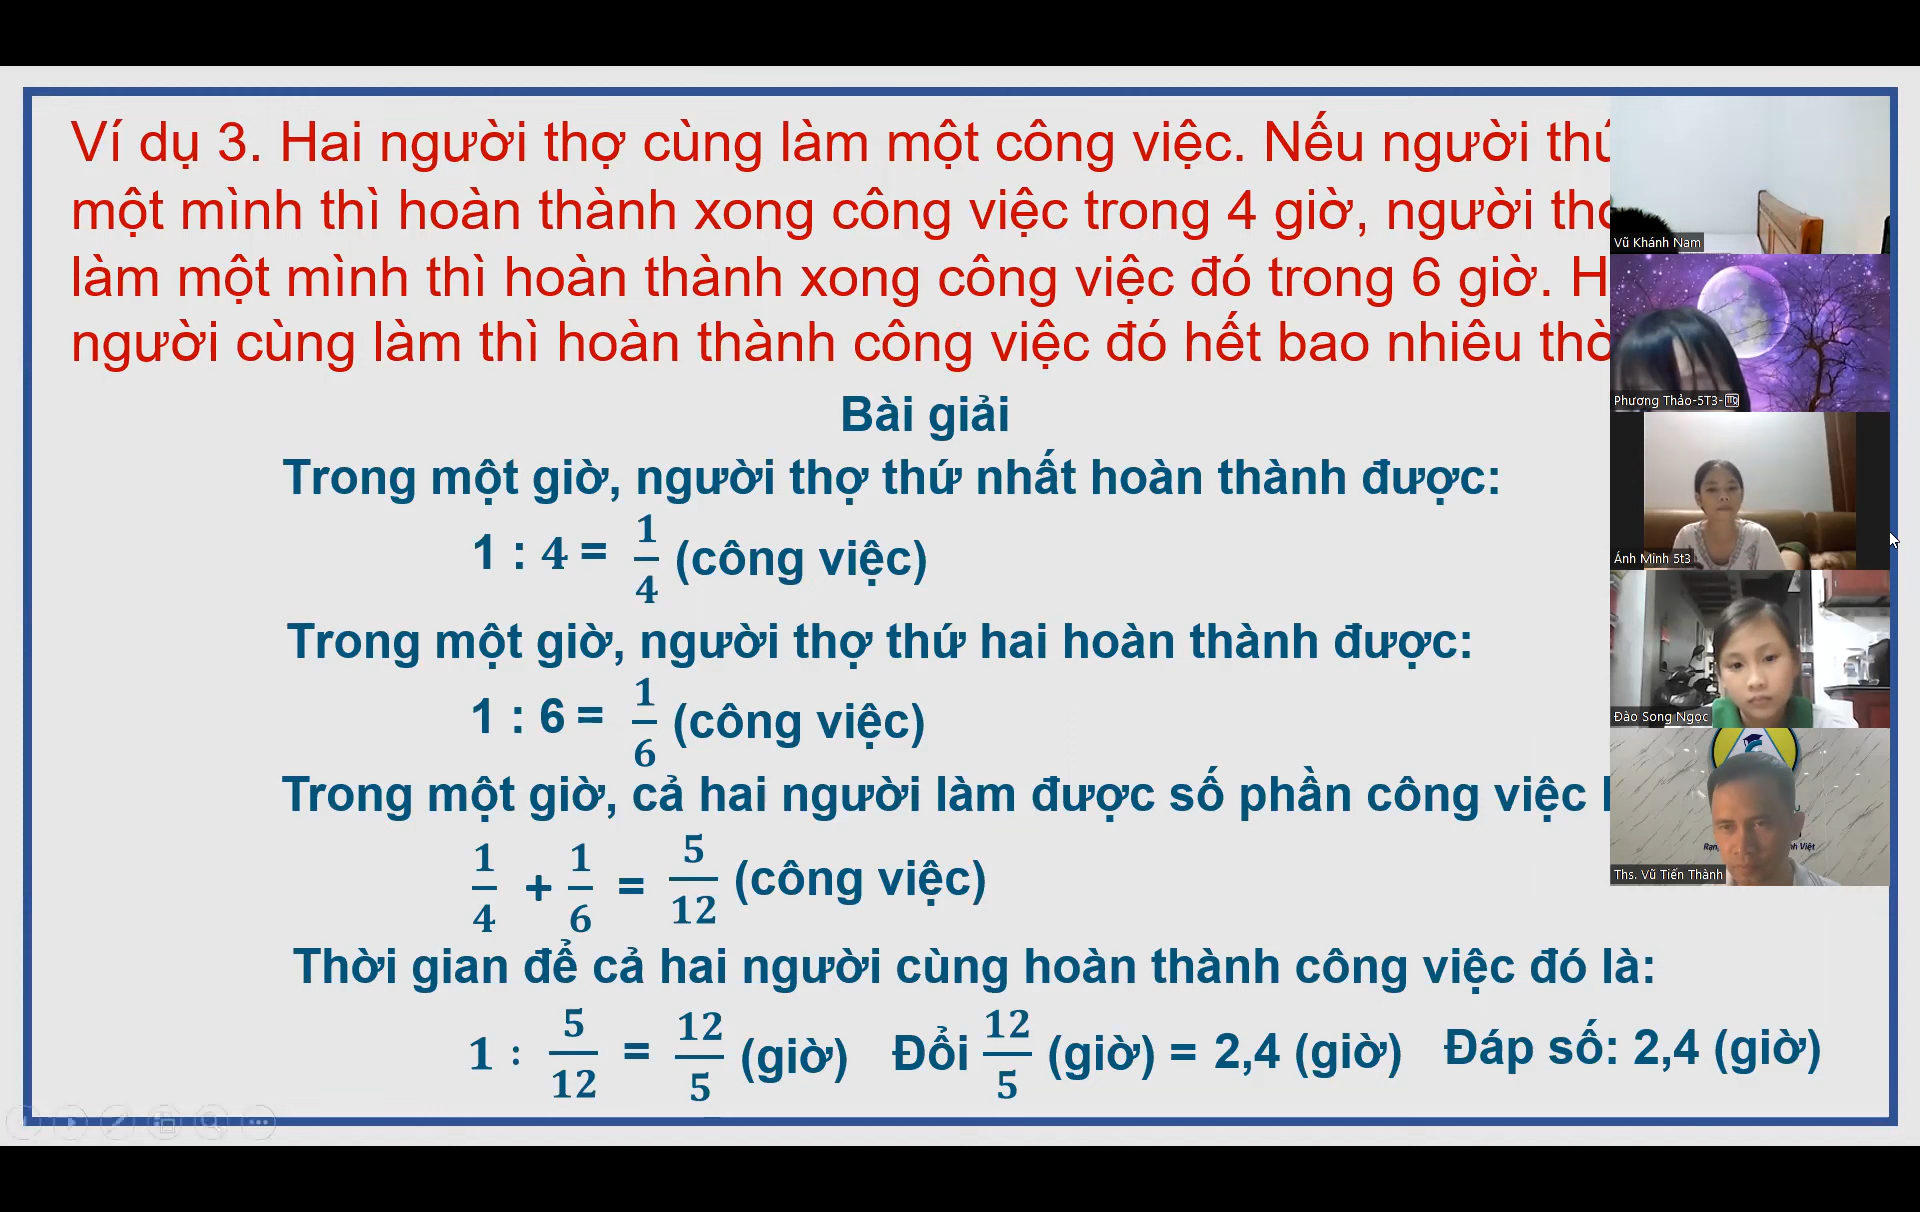 Ví dụ 3. Hai người thợ cùng làm một công việc. Nếu người
một mình thì hoàn thành xong công việc trong 4 giờ, người
làm một mình thì hoàn thành xong công việc đó trong 6 giờ.
người cùng làm thì hoàn thành công việc đó hết bao nhiêu
Bài giải
Trong một giờ, người thợ thứ nhất hoàn thành được:
1 : 4 = 1/4 (công việc)
Trong một giờ, người thợ thứ hai hoàn thành được:
1 : 6 = 1/6 (công việc)
Trong một giờ, cả hai người làm được số phần công việc
1/4 + 1/6 = 5/12 (công việc)
Thời gian để cả hai người cùng hoàn thành công việc đó là:
1 : 5/12 = 12/5 (giờ) Đổi 12/5 (giờ) = 2,4 (giờ) Đáp số: 2,4 (giờ)
Vũ Khánh Nam
Phương Thảo-5T3-♍
Ánh Minh 5t3
Đào Song Ngọc
Ths. Vũ Tiến Thành